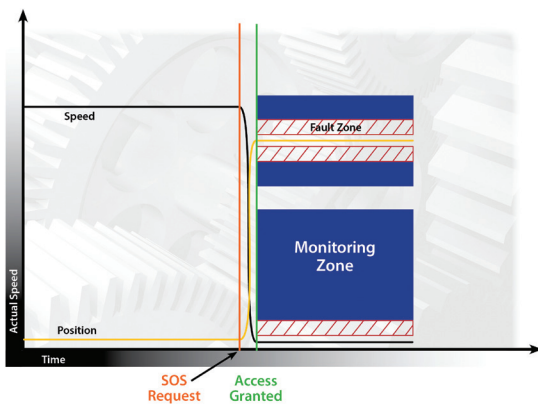 Speed
Fault Zone
Monitoring
Zone
Actual Speed
Position
Time
SOS
Request
Access
Granted